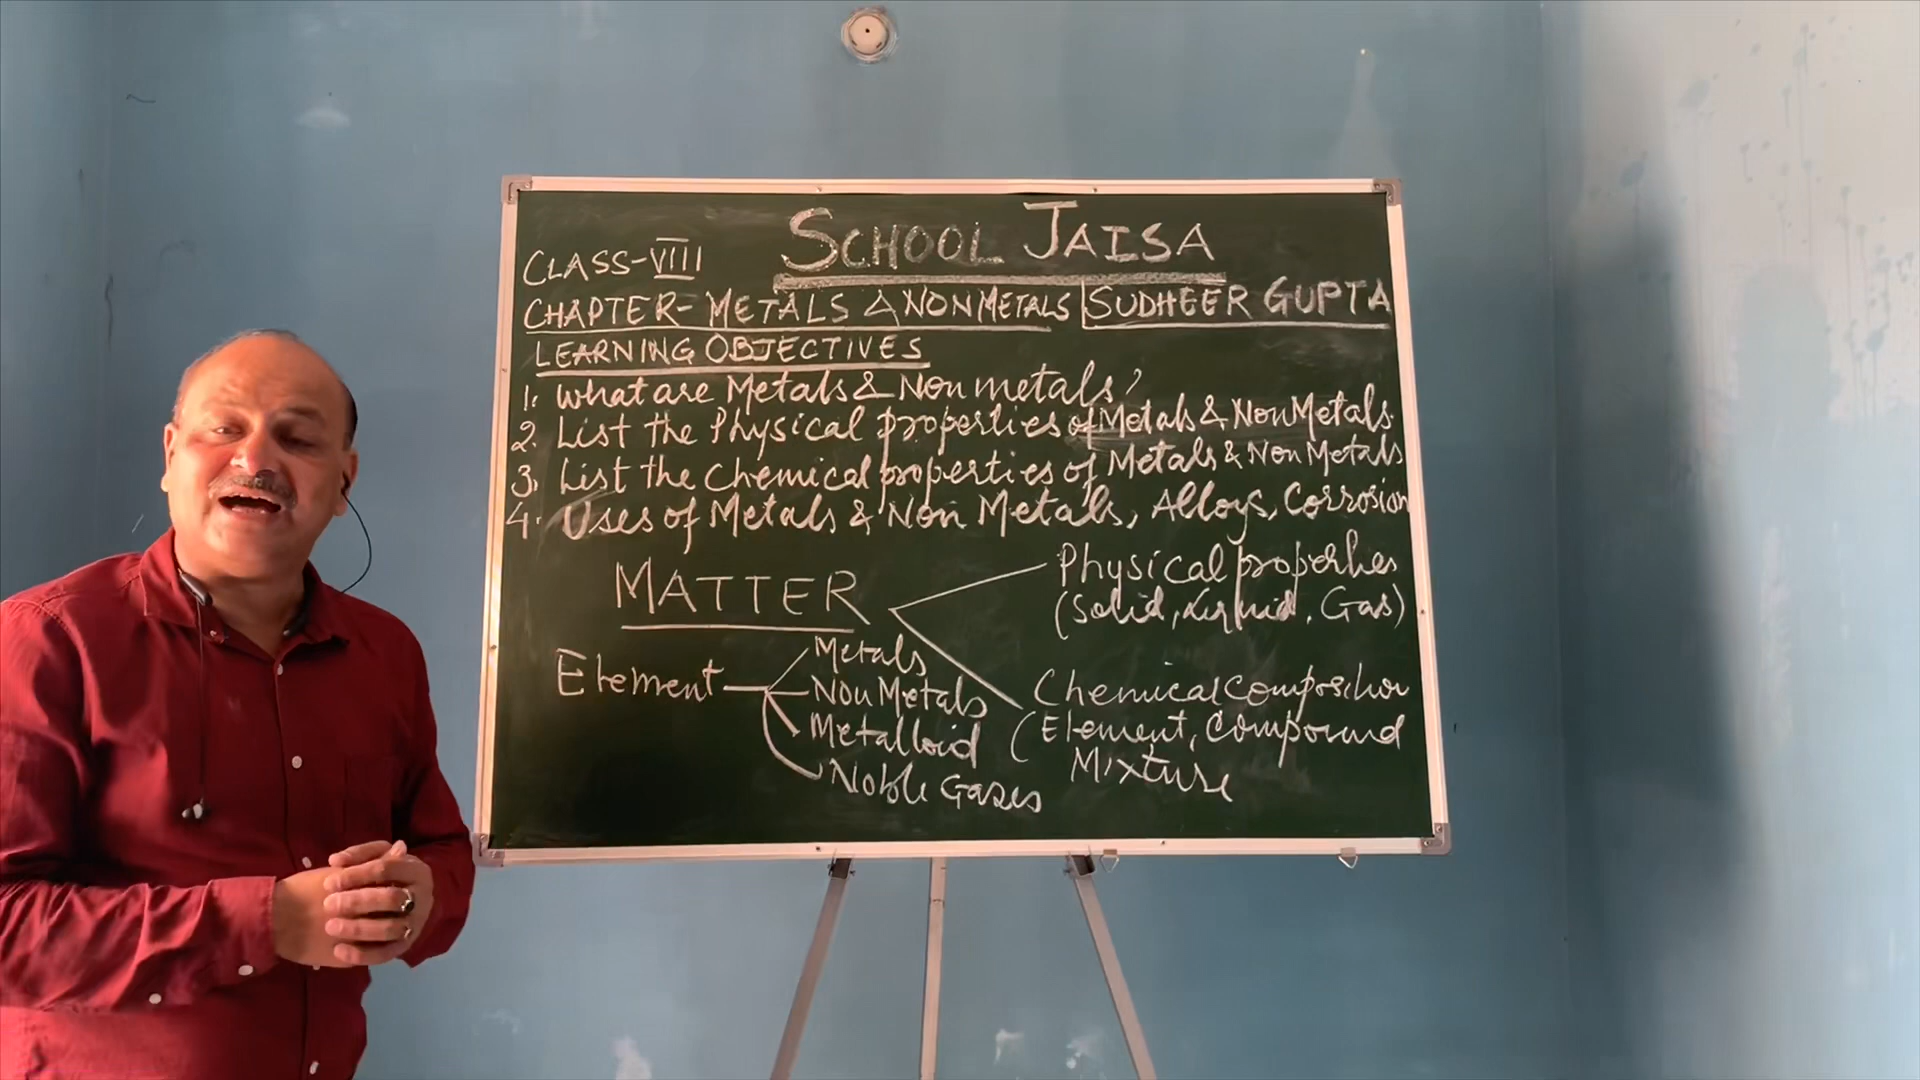 SCHOOL JAISA
CLASS-VIII
CHAPTER- METALS & NONMETALS
SUDHEER GUPTA
LEARNING OBJECTIVES
1. What are Metals & Non metals?
2. List the Physical properties of Metals & Non Metals.
3. List the Chemical properties of Metals & Non Metals
4. Uses of Metals & Non Metals, Alloys, Corrosion
MATTER
Physical properties
(Solid, Liquid, Gas)
Element
Metals
Non Metals
Metalloid
Noble Gases
Chemical Composition
(Element, Compound
Mixture